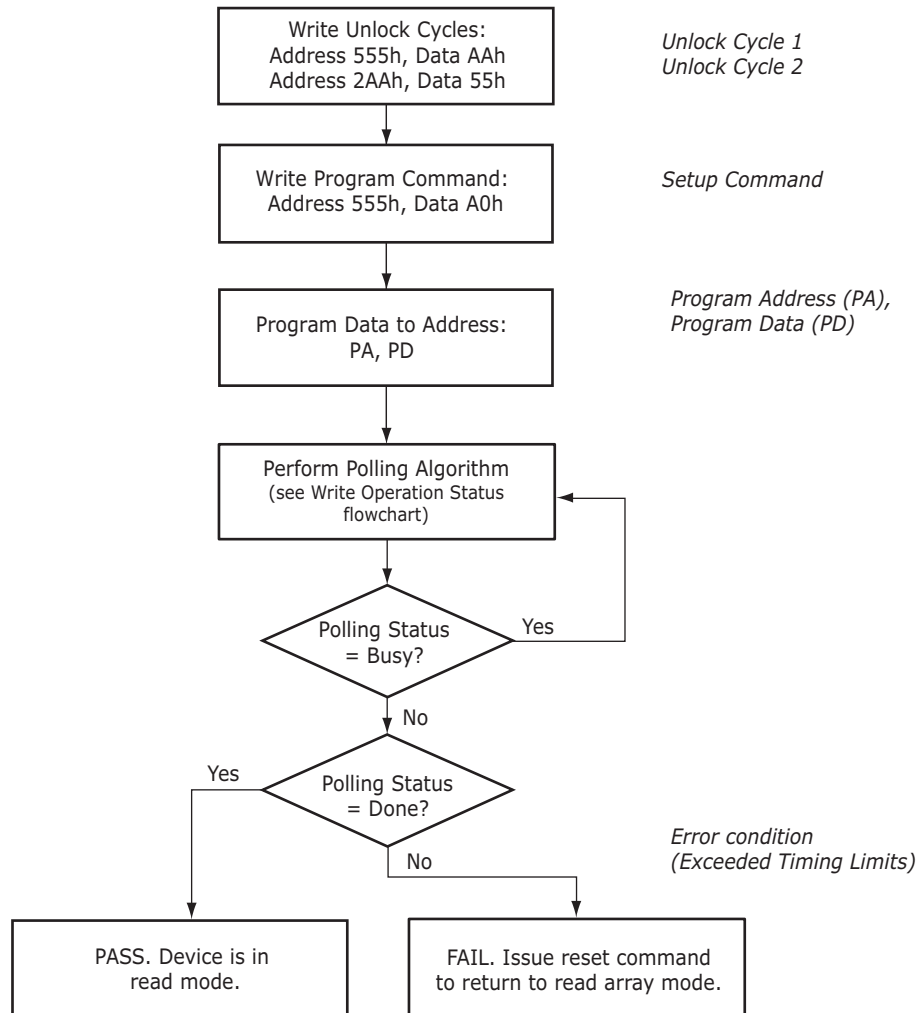 Write Unlock Cycles:
Address 555h, Data AAh
Address 2AAh, Data 55h
Unlock Cycle 1
Unlock Cycle 2
Write Program Command:
Address 555h, Data A0h
Setup Command
Program Data to Address:
PA, PD
Program Address (PA),
Program Data (PD)
Perform Polling Algorithm
(see Write Operation Status
flowchart)
Polling Status
= Busy?
Yes
No
Polling Status
= Done?
Yes
No
Error condition
(Exceeded Timing Limits)
PASS. Device is in
read mode.
FAIL. Issue reset command
to return to read array mode.